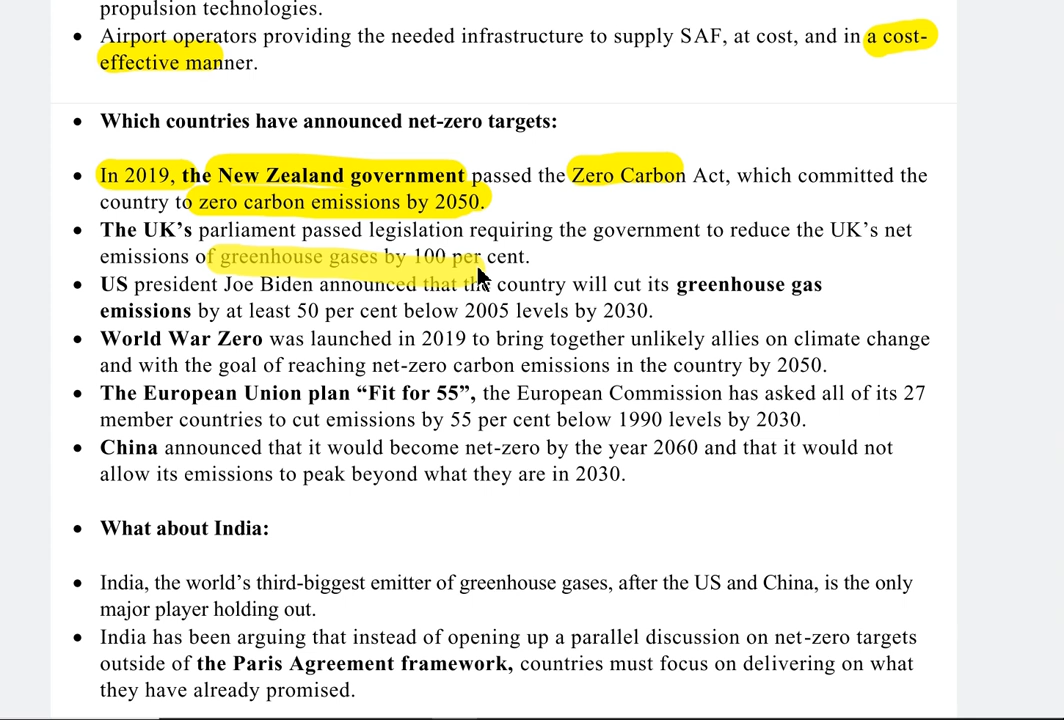 propulsion technologies.
• Airport operators providing the needed infrastructure to supply SAF, at cost, and in a cost-
effective manner.
• Which countries have announced net-zero targets:
• In 2019, the New Zealand government passed the Zero Carbon Act, which committed the
country to zero carbon emissions by 2050.
• The UK’s parliament passed legislation requiring the government to reduce the UK’s net
emissions of greenhouse gases by 100 per cent.
• US president Joe Biden announced that the country will cut its greenhouse gas
emissions by at least 50 per cent below 2005 levels by 2030.
• World War Zero was launched in 2019 to bring together unlikely allies on climate change
and with the goal of reaching net-zero carbon emissions in the country by 2050.
• The European Union plan “Fit for 55”, the European Commission has asked all of its 27
member countries to cut emissions by 55 per cent below 1990 levels by 2030.
• China announced that it would become net-zero by the year 2060 and that it would not
allow its emissions to peak beyond what they are in 2030.
• What about India:
• India, the world’s third-biggest emitter of greenhouse gases, after the US and China, is the only
major player holding out.
• India has been arguing that instead of opening up a parallel discussion on net-zero targets
outside of the Paris Agreement framework, countries must focus on delivering on what
they have already promised.